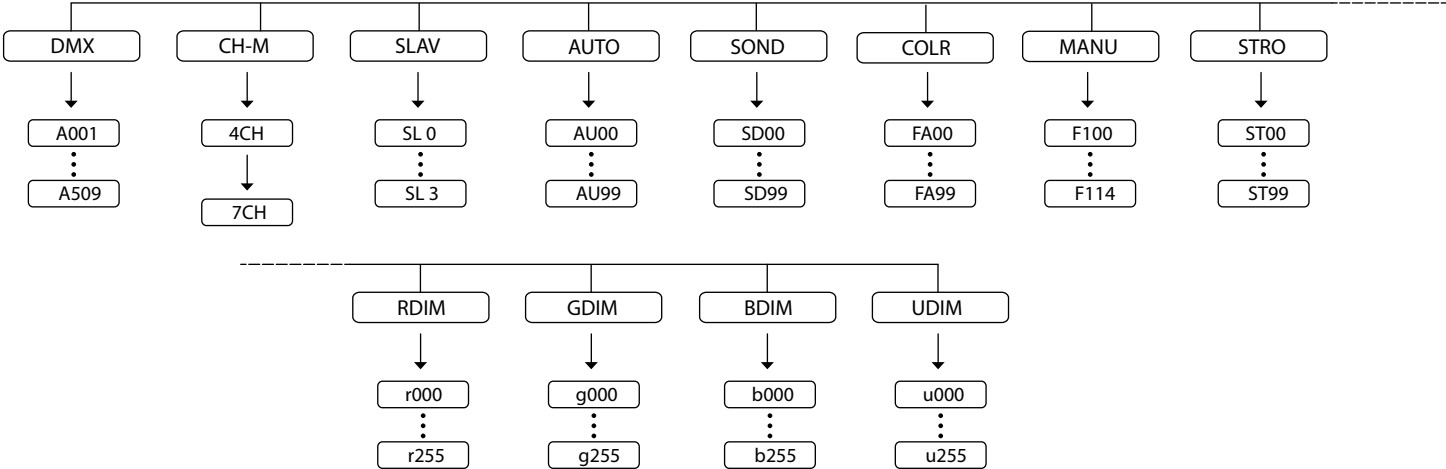 DMX CH-M SLAV AUTO SOND COLR MANU STRO
A001 4CH SL 0 AU00 SD00 FA00 F100 ST00
A509 7CH SL 3 AU99 SD99 FA99 F114 ST99
RDIM GDIM BDIM UDIM
r000 g000 b000 u000
r255 g255 b255 u255